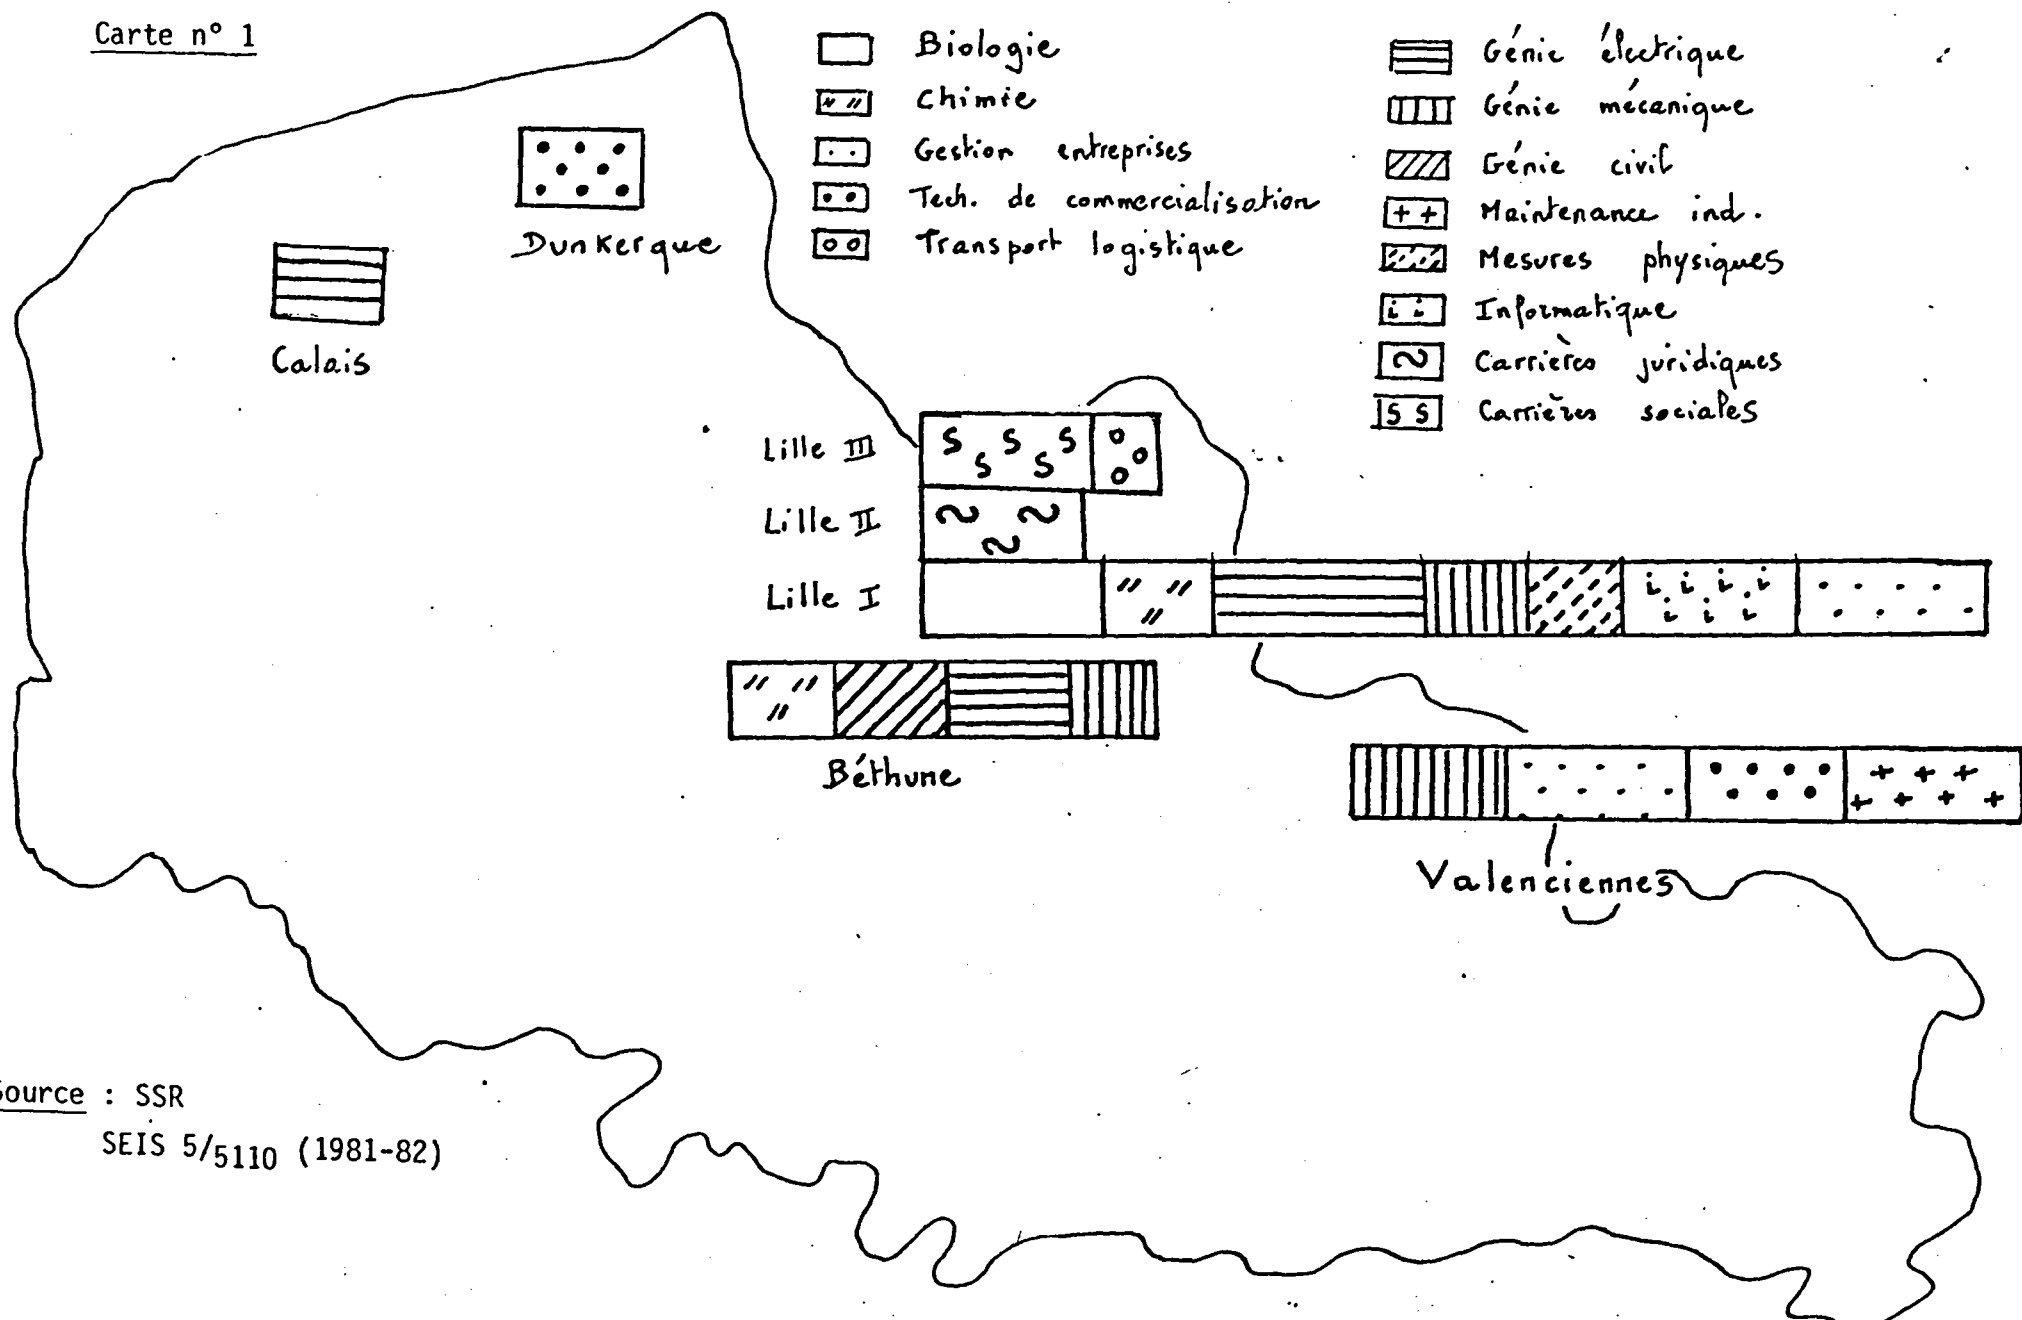 Carte n° 1
Biologie
Chimie
Gestion entreprises
Tech. de commercialisation
Transport logistique
Génie électrique
Génie mécanique
Génie civil
Maintenance ind.
Mesures physiques
Informatique
Carrières juridiques
Carrières sociales
Dunkerque
Calais
Lille III
Lille II
Lille I
Béthune
Valenciennes
Source : SSR
SEIS 5/5110 (1981-82)